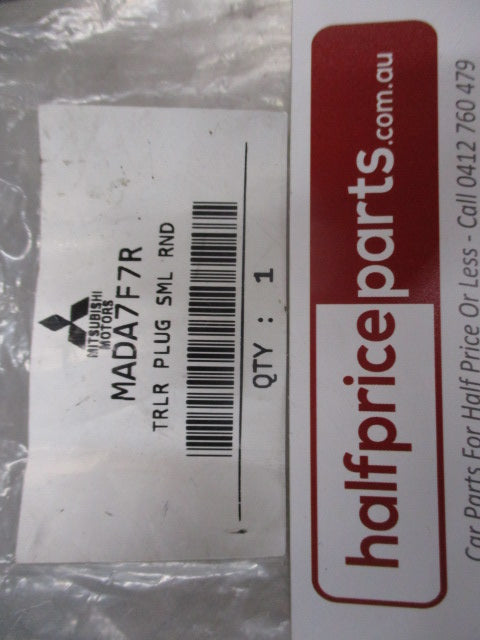 MITSUBISHI
MOTORS
MADA7F7R
TRLR PLUG SML RND
QTY : 1
halfpriceparts.com.au
Car Parts For Half Price Or Less - Call 0412 760 479